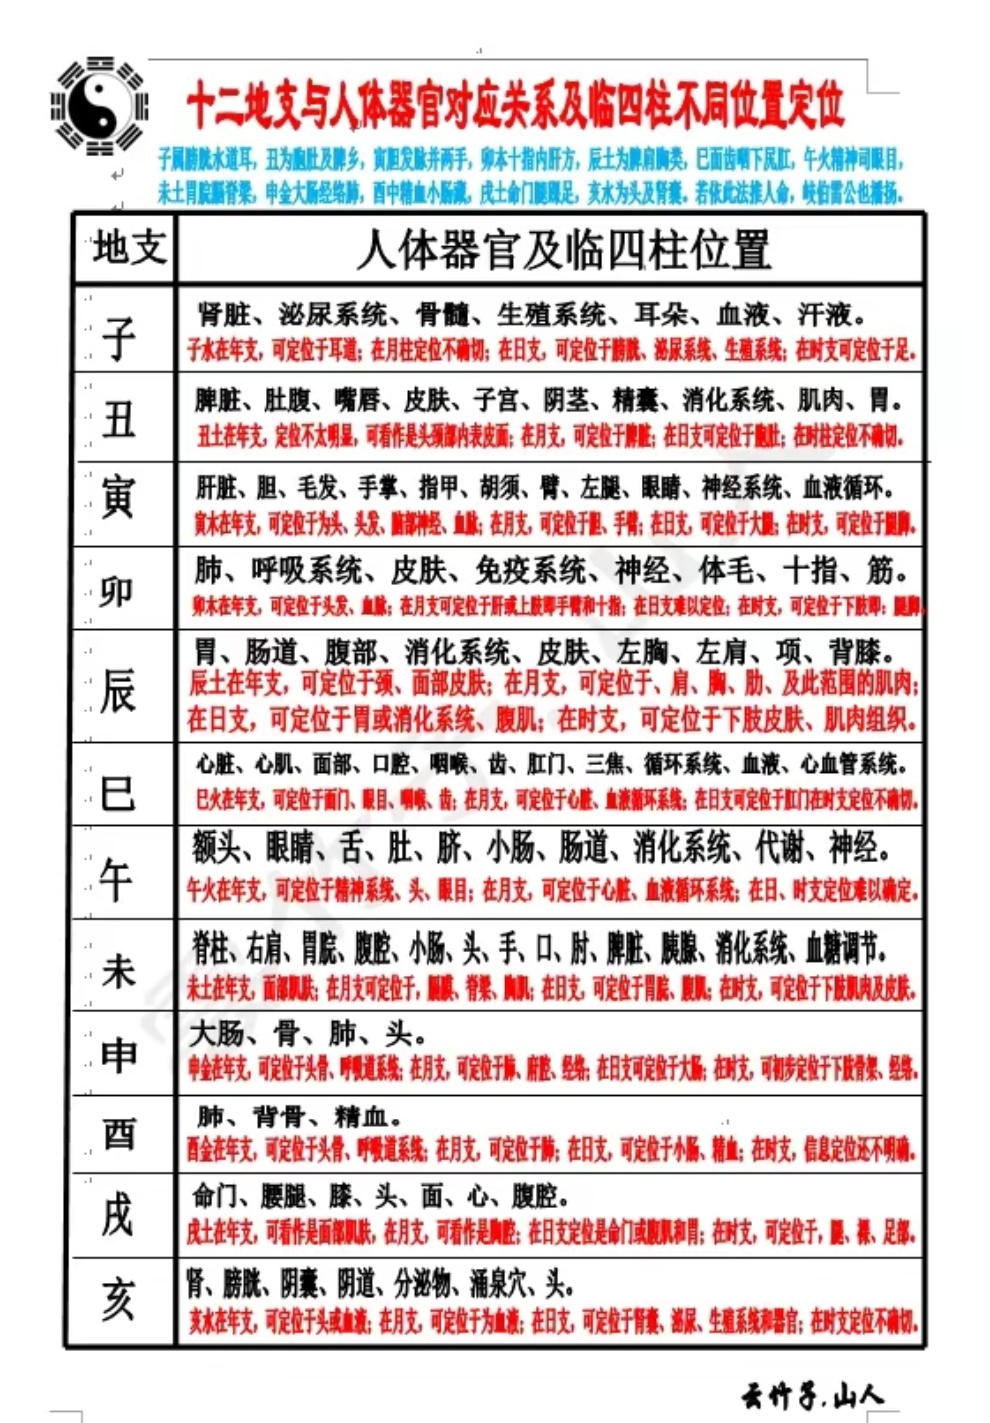 十二地支与人体器官对应关系及临四柱不同位置定位
子属膀胱水道耳，丑为胞肚及脾乡，寅胆发脉并两手，卯本十指内肝方，辰土为脾肩胸类，巳面齿咽下尻肛，午火精神司眼目，
未土胃脘膈脊梁，申金大肠经络肺，酉中精血小肠藏，戌土命门腿踝足，亥水为头及肾囊。若依此法推人命，岐伯雷公也播扬。
地支 人体器官及临四柱位置
子 肾脏、泌尿系统、骨髓、生殖系统、耳朵、血液、汗液。
子水在年支，可定位于耳道；在月柱定位不确切；在日支，可定位于膀胱、泌尿系统、生殖系统；在时支可定位于足。
丑 脾脏、肚腹、嘴唇、皮肤、子宫、阴茎、精囊、消化系统、肌肉、胃。
丑土在年支，定位不太明显，可看作是头颈部内表皮面；在月支，可定位于脾脏；在日支可定位于胞肚；在时柱定位不确切。
寅 肝脏、胆、毛发、手掌、指甲、胡须、臂、左腿、眼睛、神经系统、血液循环。
寅木在年支，可定位为头、头发、脑部神经、血脉；在月支，可定位于胆、手臂；在日支，可定位于大腿；在时支，可定位于腿脚。
卯 肺、呼吸系统、皮肤、免疫系统、神经、体毛、十指、筋。
卯木在年支，可定位于头发、血脉；在月支可定位于肝或上肢即手臂和十指；在日支难以定位；在时支，可定位于下肢即：腿脚。
辰 胃、肠道、腹部、消化系统、皮肤、左胸、左肩、项、背膝。
辰土在年支，可定位于颈、面部皮肤；在月支，可定位于、肩、胸、肋、及此范围的肌肉；
在日支，可定位于胃或消化系统、腹肌；在时支，可定位于下肢皮肤、肌肉组织。
巳 心脏、心肌、面部、口腔、咽喉、齿、肛门、三焦、循环系统、血液、心血管系统。
巳火在年支，可定位于面门、眼目、咽喉、齿；在月支，可定位于心脏、血液循环系统；在日支可定位于肛门在时支定位不确切。
午 额头、眼睛、舌、肚、脐、小肠、肠道、消化系统、代谢、神经。
午火在年支，可定位于精神系统、头、眼目；在月支，可定位于心脏、血液循环系统；在日、时支定位难以确定。
未 脊柱、右肩、胃脘、腹腔、小肠、头、手、口、肘、脾脏、胰腺、消化系统、血糖调节。
未土在年支，面部肌肤；在月支可定位于，膈膜、脊梁、胸肌；在日支，可定位于胃脘、腹肌；在时支，可定位于下肢肌肉及皮肤。
申 大肠、骨、肺、头。
申金在年支，可定位于头骨、呼吸道系统；在月支，可定位于肺、府腔、经络；在日支可定位于大肠；在时支，可初步定位于下肢骨架、经络。
酉 肺、背骨、精血。
酉金在年支，可定位于头骨、呼吸道系统；在月支，可定位于肺；在日支，可定位于小肠、精血；在时支，信息定位还不明确。
戌 命门、腰腿、膝、头、面、心、腹腔。
戌土在年支，可看作是面部肌肤，在月支，可看作是胸腔；在日支定位是命门或腹肌和胃；在时支，可定位于，腿、裸、足部。
亥 肾、膀胱、阴囊、阴道、分泌物、涌泉穴、头。
亥水在年支，可定位于头或血液；在月支，可定位于为血液；在日支，可定位于肾囊、泌尿、生殖系统和器官；在时支定位不确切。
云竹子.山人